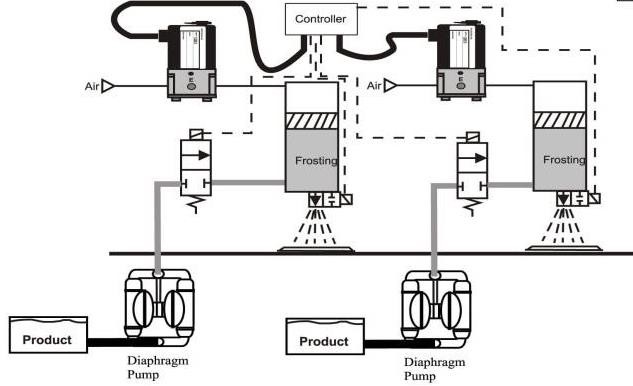 Controller
Air
E
Air
E
Frosting
Frosting
Product
Diaphragm
Pump
Product
Diaphragm
Pump